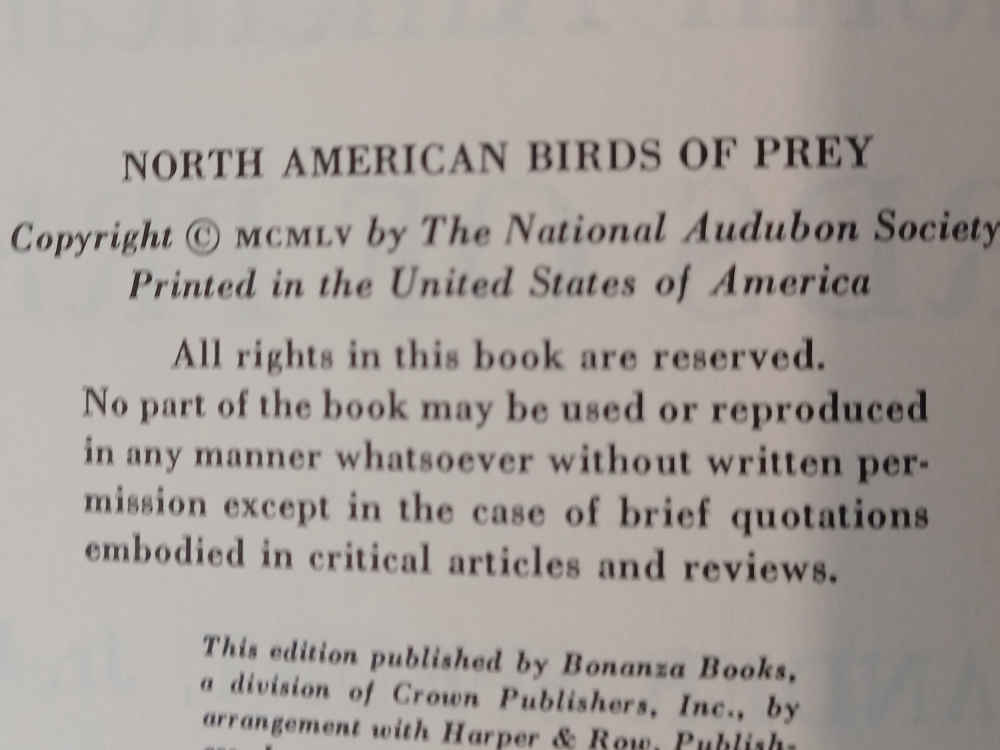 NORTH AMERICAN BIRDS OF PREY
Copyright © MCMLV by The National Audubon Society
Printed in the United States of America
All rights in this book are reserved.
No part of the book may be used or reproduced
in any manner whatsoever without written per-
mission except in the case of brief quotations
embodied in critical articles and reviews.
This edition published by Bonanza Books,
a division of Crown Publishers, Inc., by
arrangement with Harper & Row, Publish-